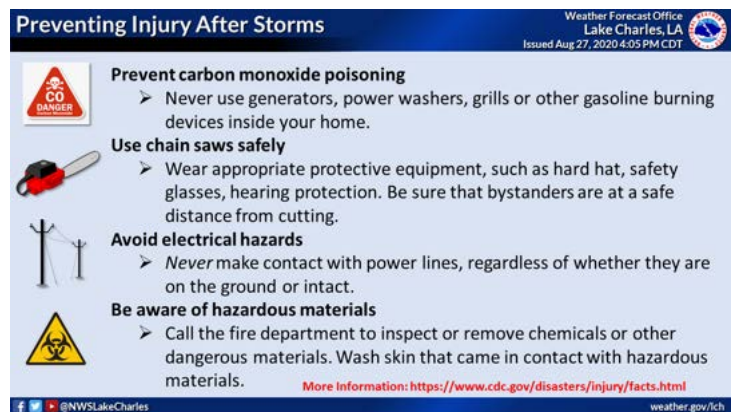 Preventing Injury After Storms
Weather Forecast Office
Lake Charles, LA
Issued Aug 27, 2020 4:05 PM CDT
CO
DANGER
Carbon Monoxide
Prevent carbon monoxide poisoning
➢ Never use generators, power washers, grills or other gasoline burning
devices inside your home.
Use chain saws safely
➢ Wear appropriate protective equipment, such as hard hat, safety
glasses, hearing protection. Be sure that bystanders are at a safe
distance from cutting.
Avoid electrical hazards
➢ Never make contact with power lines, regardless of whether they are
on the ground or intact.
Be aware of hazardous materials
➢ Call the fire department to inspect or remove chemicals or other
dangerous materials. Wash skin that came in contact with hazardous
materials.
More Information: https://www.cdc.gov/disasters/injury/facts.html
@NWSLakeCharles
weather.gov/lch